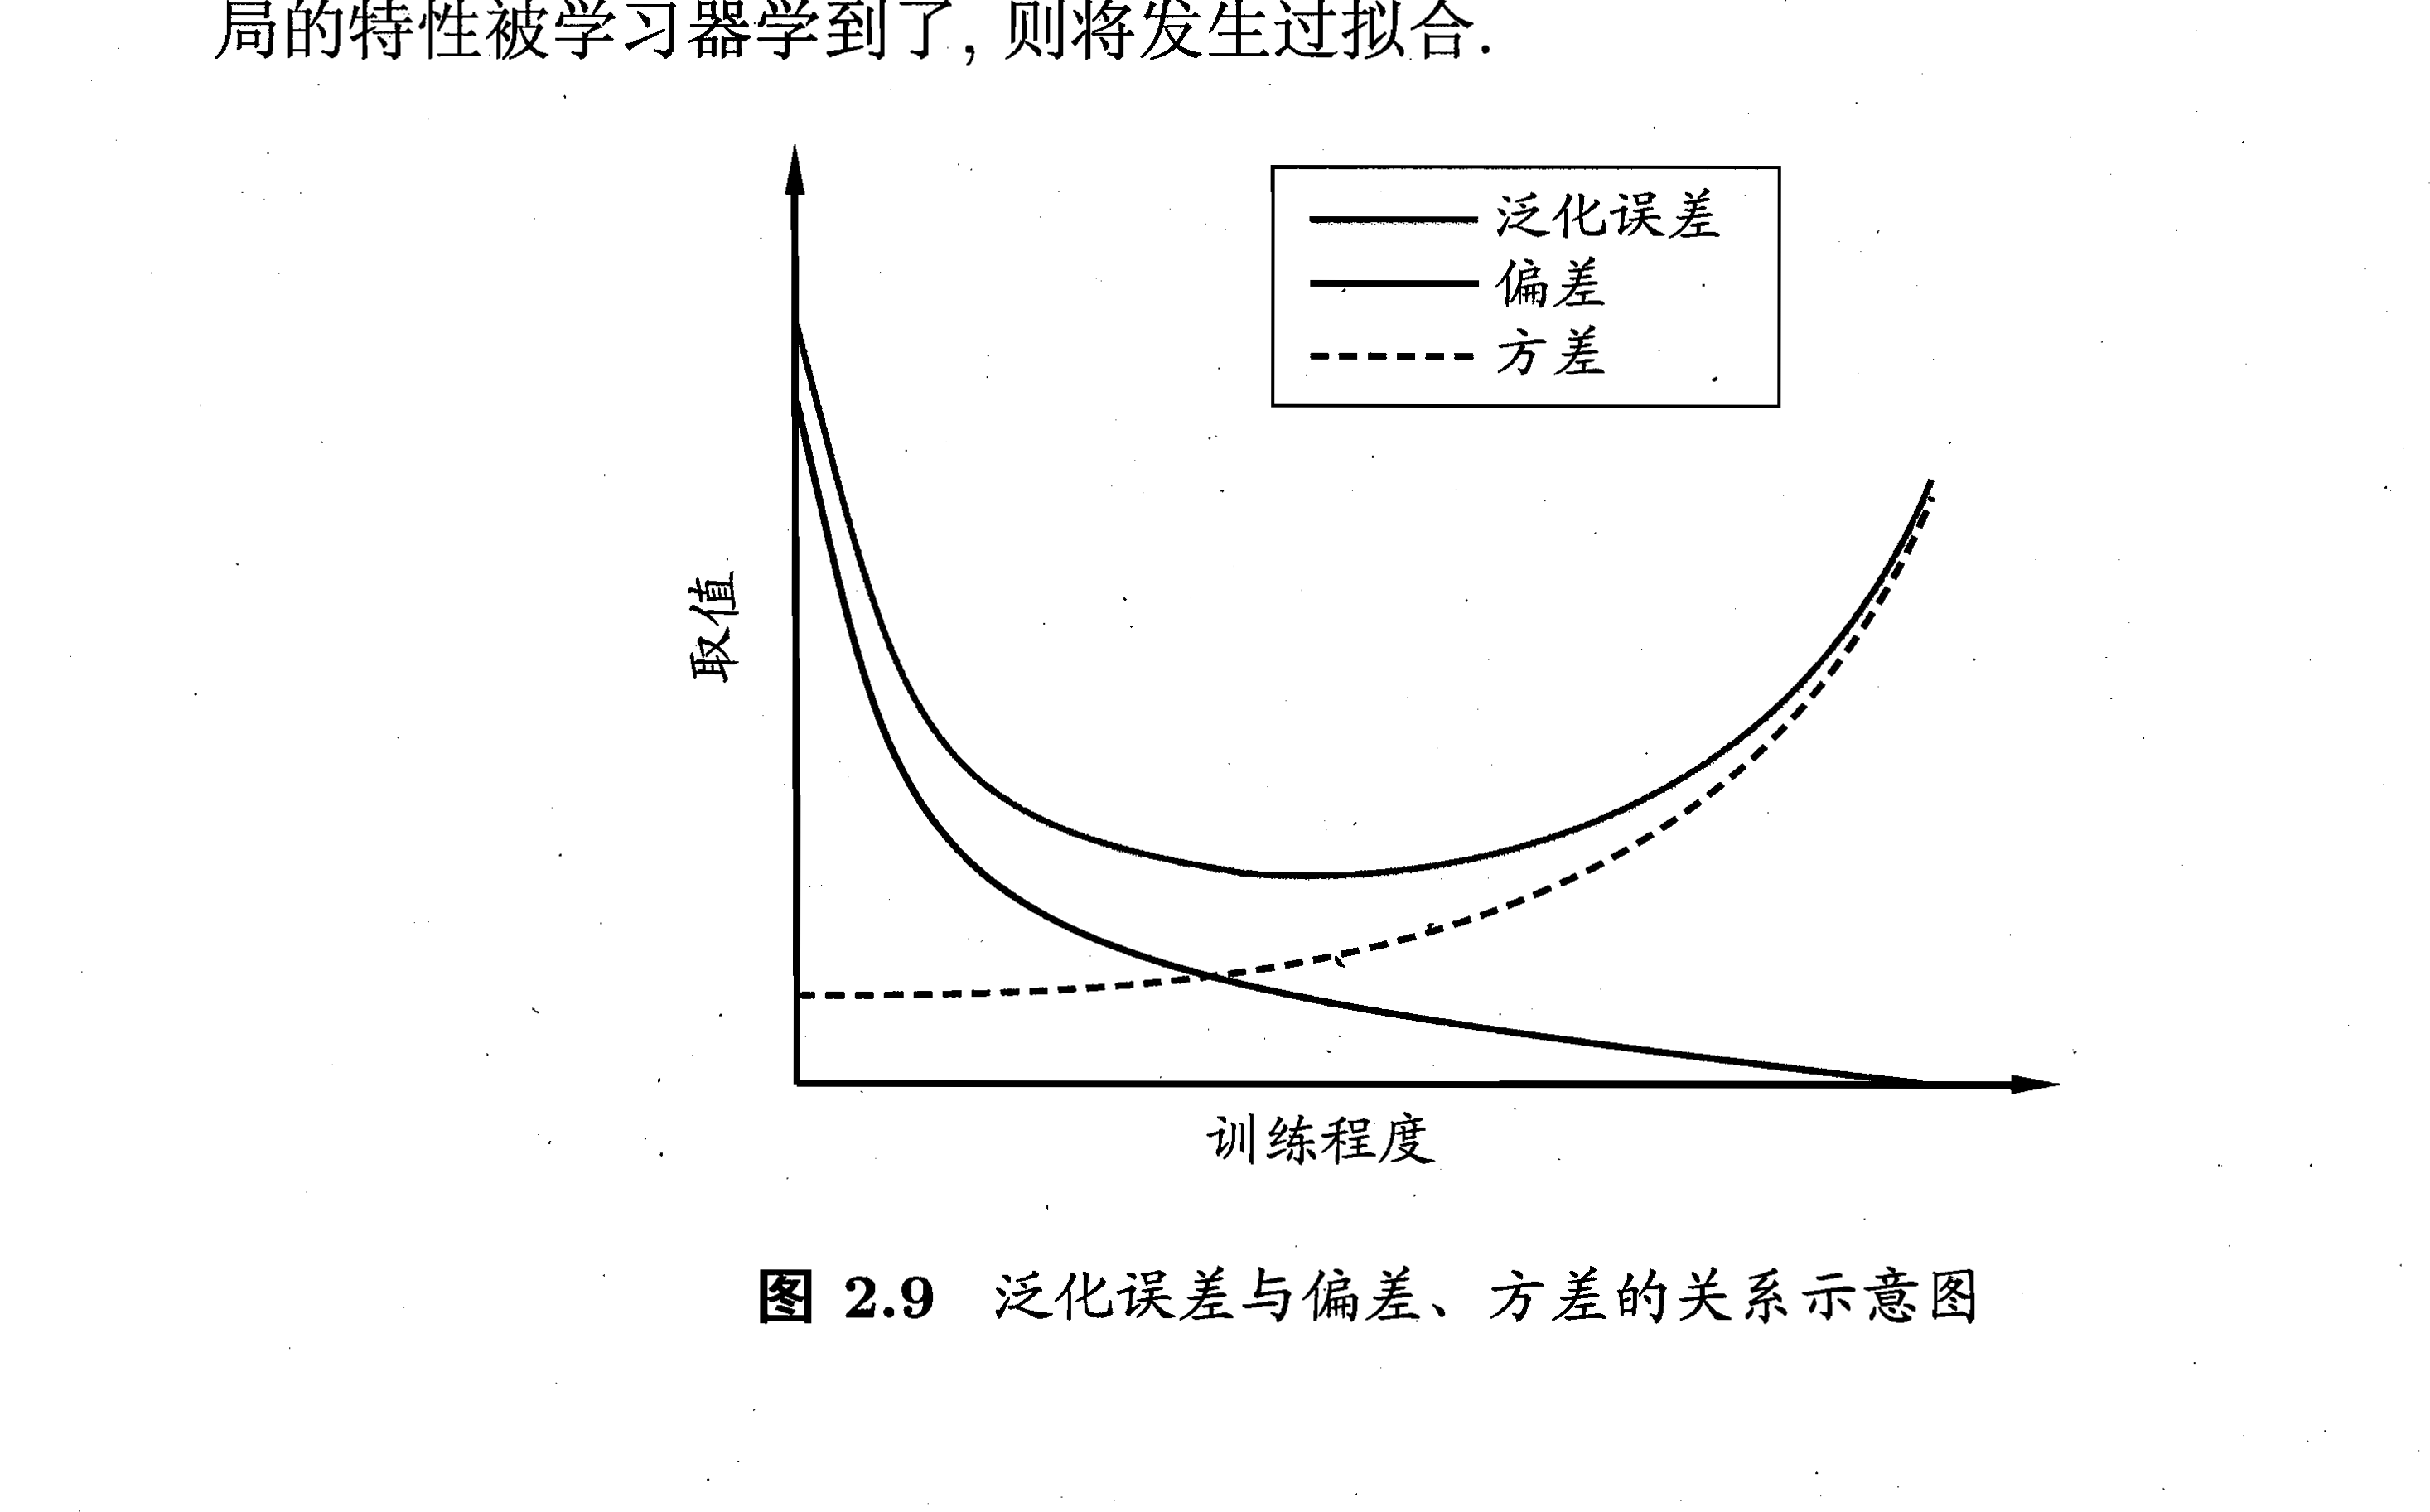 局的特性被学习器学到了, 则将发生过拟合.
泛化误差
偏差
方差
取值
训练程度
图 2.9 泛化误差与偏差、方差的关系示意图